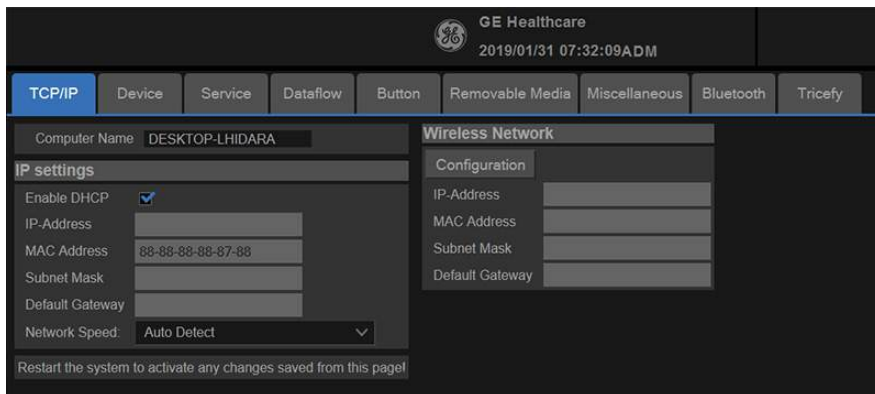 GE Healthcare
2019/01/31 07:32:09ADM
TCP/IP
Device
Service
Dataflow
Button
Removable Media
Miscellaneous
Bluetooth
Tricefy
Computer Name DESKTOP-LHIDARA
IP settings
Enable DHCP
IP-Address
MAC Address 88-88-88-88-87-88
Subnet Mask
Default Gateway
Network Speed: Auto Detect
Restart the system to activate any changes saved from this page!
Wireless Network
Configuration
IP-Address
MAC Address
Subnet Mask
Default Gateway